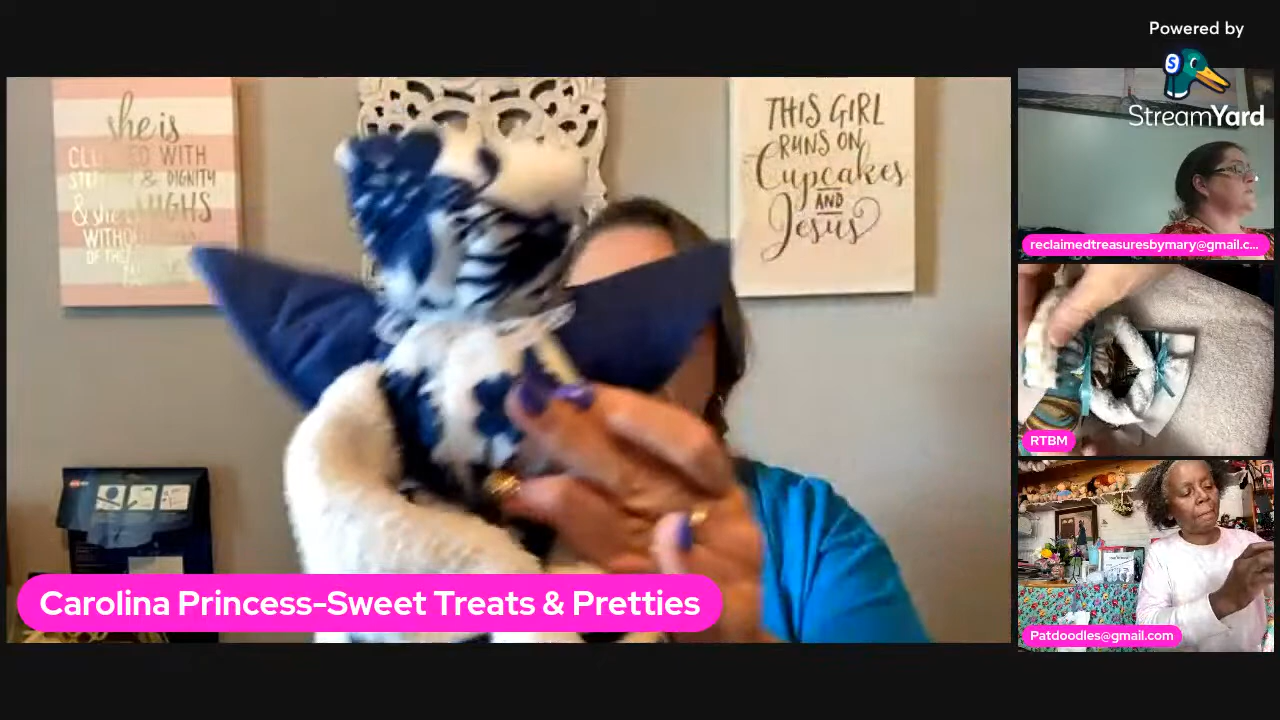 Powered by
StreamYard
she is
WITH
& DIGNITY
THIS GIRL
RUNS ON
Cupcakes
AND
Jesus
reclaimedtreasuresbymary@gmail.c...
RTBM
Carolina Princess-Sweet Treats & Pretties
Patdoodles@gmail.com